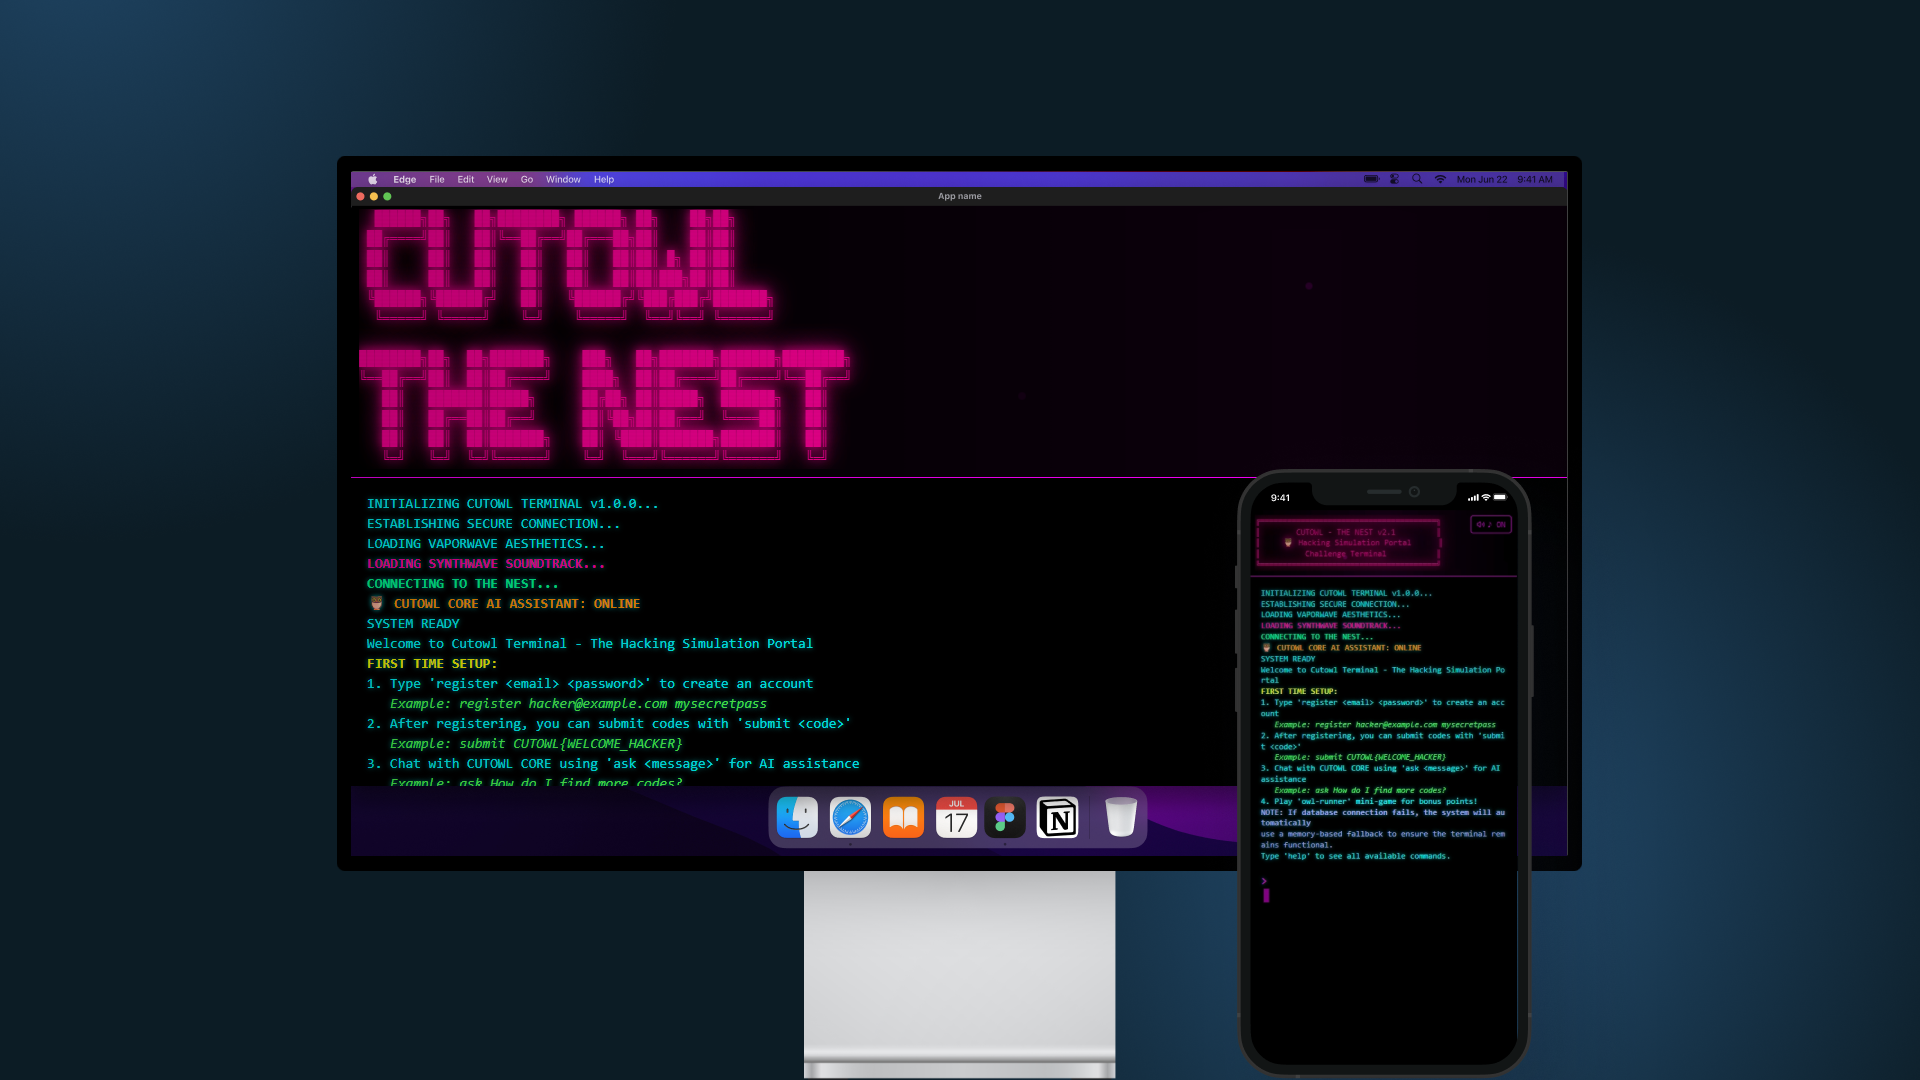 Edge File Edit View Go Window Help Mon Jun 22 9:41 AM
App name
CUTOWL
THE NEST
INITIALIZING CUTOWL TERMINAL v1.0.0...
ESTABLISHING SECURE CONNECTION...
LOADING VAPORWAVE AESTHETICS...
LOADING SYNTHWAVE SOUNDTRACK...
CONNECTING TO THE NEST...
CUTOWL CORE AI ASSISTANT: ONLINE
SYSTEM READY
Welcome to Cutowl Terminal - The Hacking Simulation Portal
FIRST TIME SETUP:
1. Type 'register <email> <password>' to create an account
Example: register hacker@example.com mysecretpass
2. After registering, you can submit codes with 'submit <code>'
Example: submit CUTOWL{WELCOME_HACKER}
3. Chat with CUTOWL CORE using 'ask <message>' for AI assistance
Example: ask How do I find more codes?
JUL
17
N
9:41
CUTOWL - THE NEST v2.1
Hacking Simulation Portal
Challenge Terminal
ON
INITIALIZING CUTOWL TERMINAL v1.0.0...
ESTABLISHING SECURE CONNECTION...
LOADING VAPORWAVE AESTHETICS...
LOADING SYNTHWAVE SOUNDTRACK...
CONNECTING TO THE NEST...
CUTOWL CORE AI ASSISTANT: ONLINE
SYSTEM READY
Welcome to Cutowl Terminal - The Hacking Simulation Po
rtal
FIRST TIME SETUP:
1. Type 'register <email> <password>' to create an acc
ount
Example: register hacker@example.com mysecretpass
2. After registering, you can submit codes with 'submi
t <code>'
Example: submit CUTOWL{WELCOME_HACKER}
3. Chat with CUTOWL CORE using 'ask <message>' for AI
assistance
Example: ask How do I find more codes?
4. Play 'owl-runner' mini-game for bonus points!
NOTE: If database connection fails, the system will au
tomatically
use a memory-based fallback to ensure the terminal rem
ains functional.
Type 'help' to see all available commands.
>